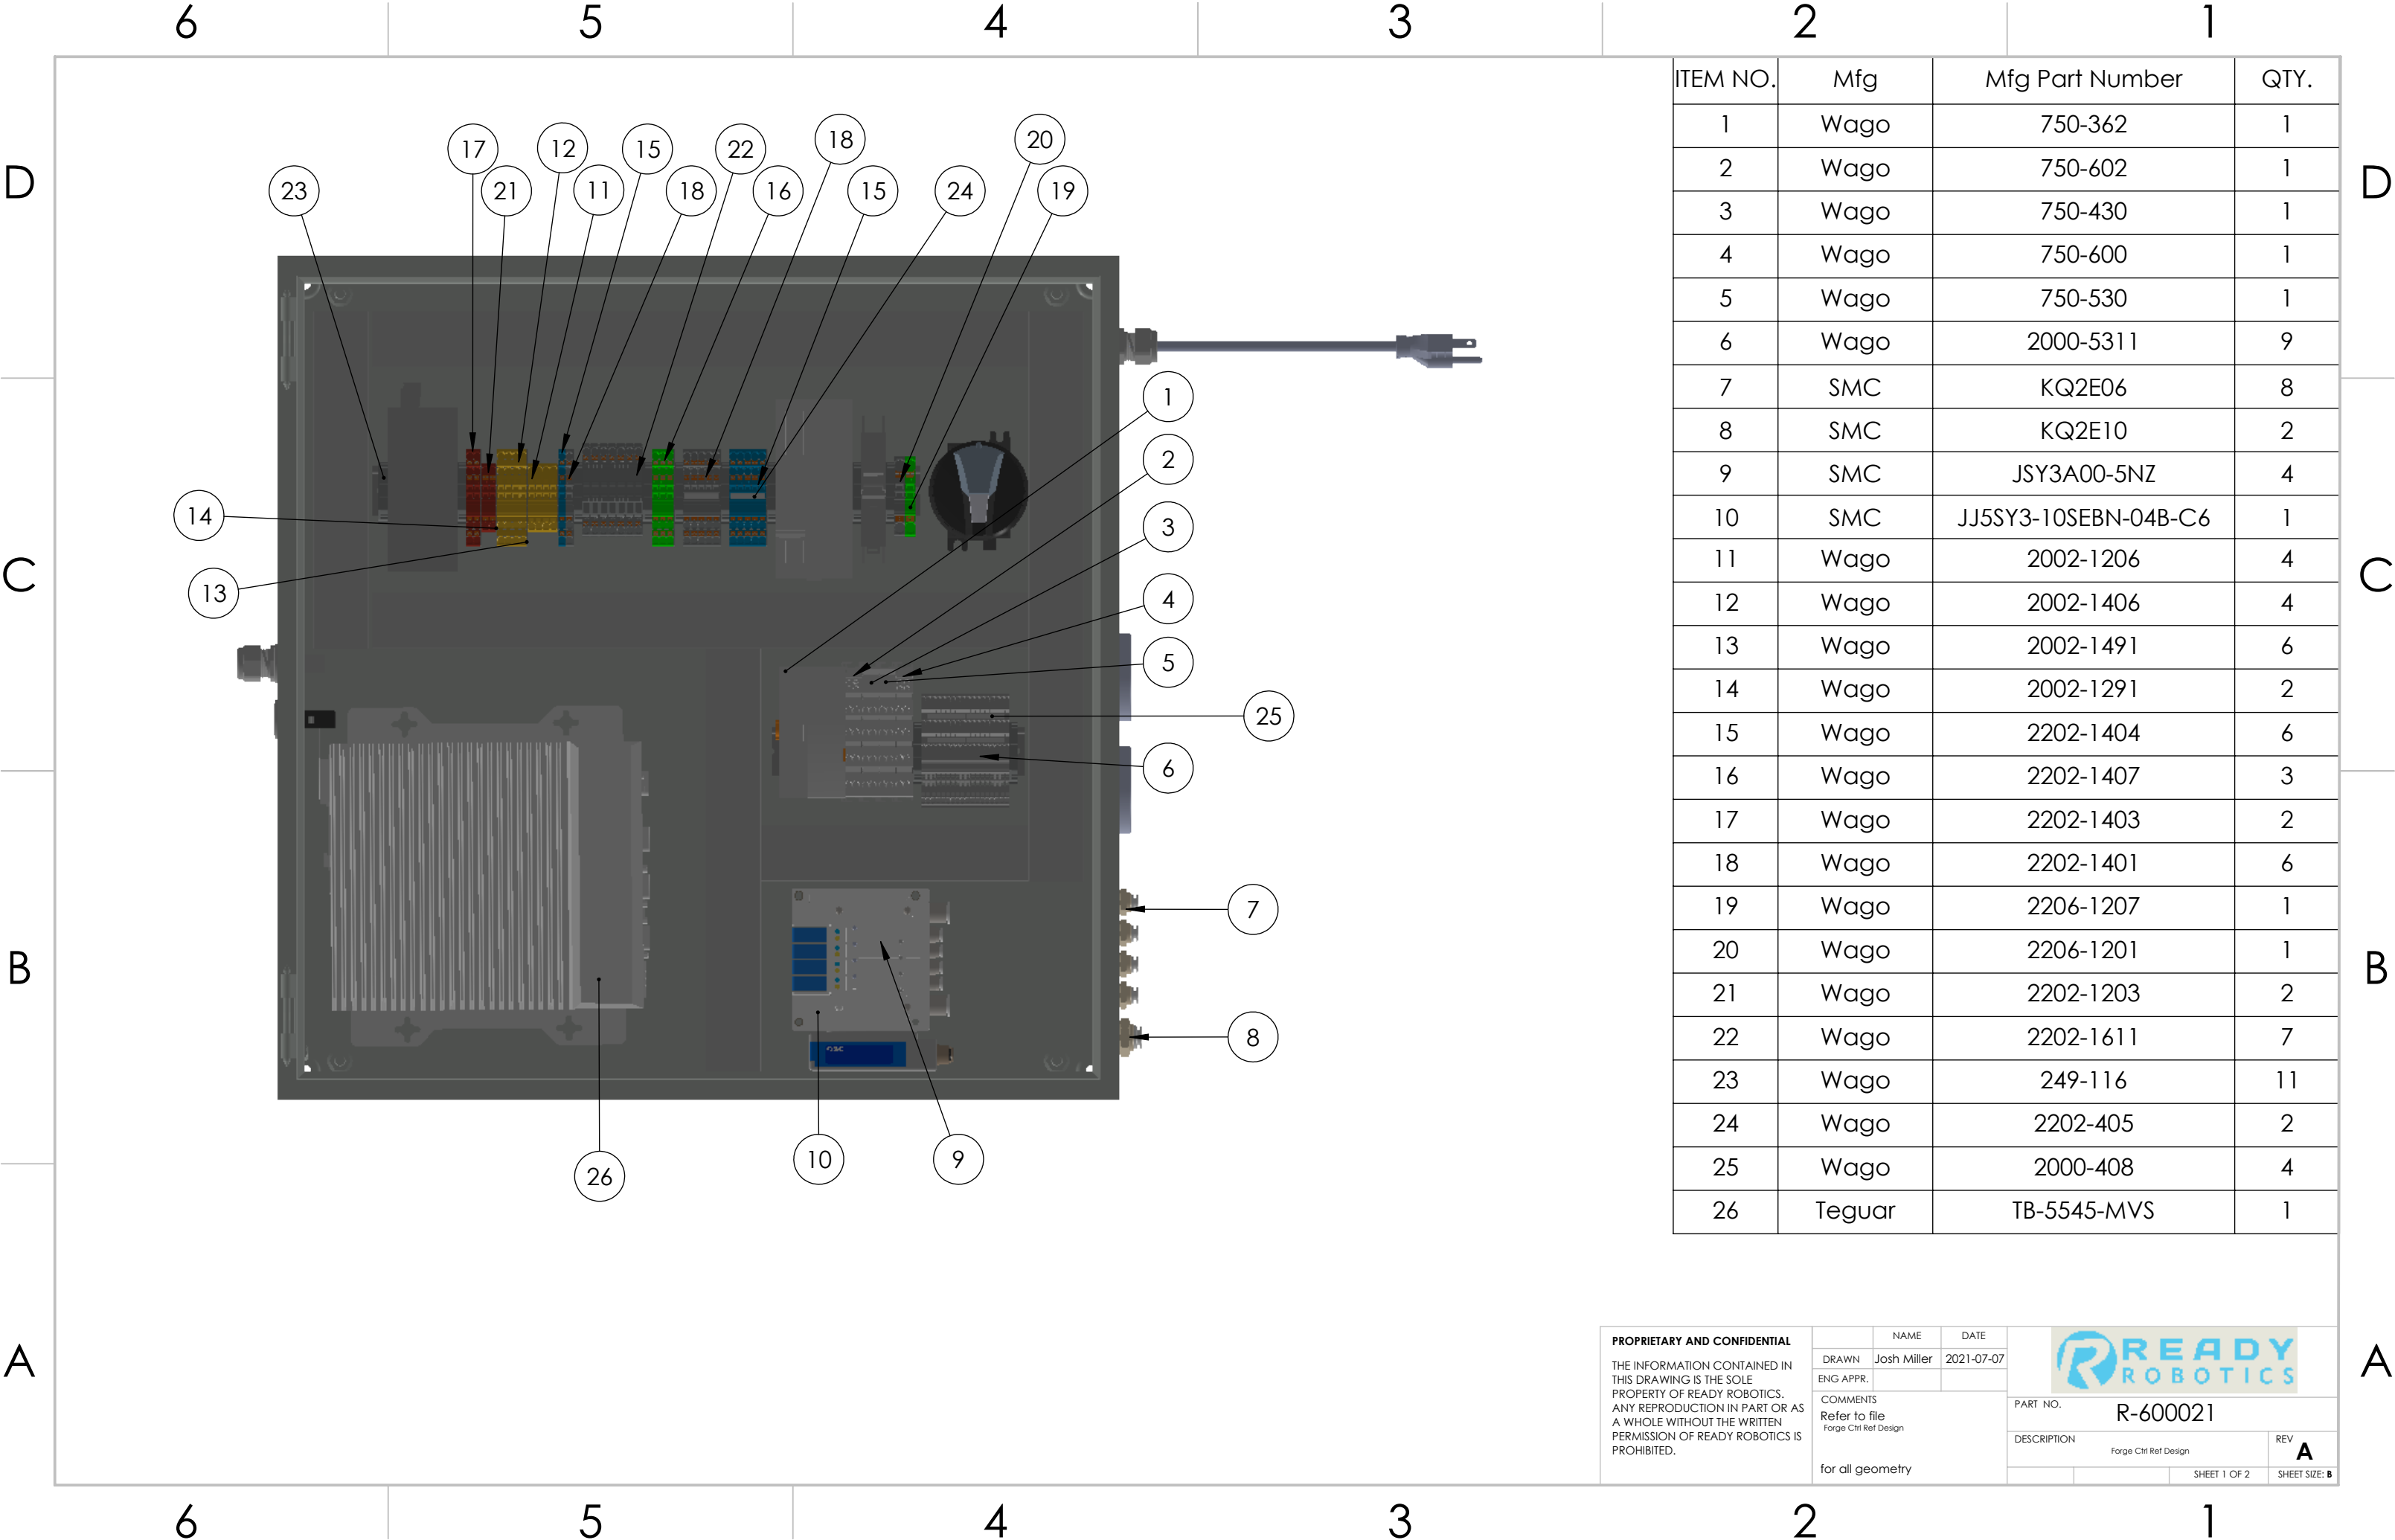 6 5 4 3 2 1
D D
C C
B B
A A
17 12 15 22 18 20
23 21 11 18 16 15 24 19
14
13
1
2
3
4
5
25
6
7
8
10 9
26
ITEM NO. Mfg Mfg Part Number QTY.
1 Wago 750-362 1
2 Wago 750-602 1
3 Wago 750-430 1
4 Wago 750-600 1
5 Wago 750-530 1
6 Wago 2000-5311 9
7 SMC KQ2E06 8
8 SMC KQ2E10 2
9 SMC JSY3A00-5NZ 4
10 SMC JJ5SY3-10SEBN-04B-C6 1
11 Wago 2002-1206 4
12 Wago 2002-1406 4
13 Wago 2002-1491 6
14 Wago 2002-1291 2
15 Wago 2202-1404 6
16 Wago 2202-1407 3
17 Wago 2202-1403 2
18 Wago 2202-1401 6
19 Wago 2206-1207 1
20 Wago 2206-1201 1
21 Wago 2202-1203 2
22 Wago 2202-1611 7
23 Wago 249-116 11
24 Wago 2202-405 2
25 Wago 2000-408 4
26 Teguar TB-5545-MVS 1
PROPRIETARY AND CONFIDENTIAL
THE INFORMATION CONTAINED IN
THIS DRAWING IS THE SOLE
PROPERTY OF READY ROBOTICS.
ANY REPRODUCTION IN PART OR AS
A WHOLE WITHOUT THE WRITTEN
PERMISSION OF READY ROBOTICS IS
PROHIBITED.
NAME DATE
DRAWN Josh Miller 2021-07-07
ENG APPR.
COMMENTS
Refer to file
Forge Ctrl Ref Design
for all geometry
READY
ROBOTICS
PART NO. R-600021
DESCRIPTION
Forge Ctrl Ref Design
REV
A
SHEET 1 OF 2
SHEET SIZE: B
6 5 4 3 2 1